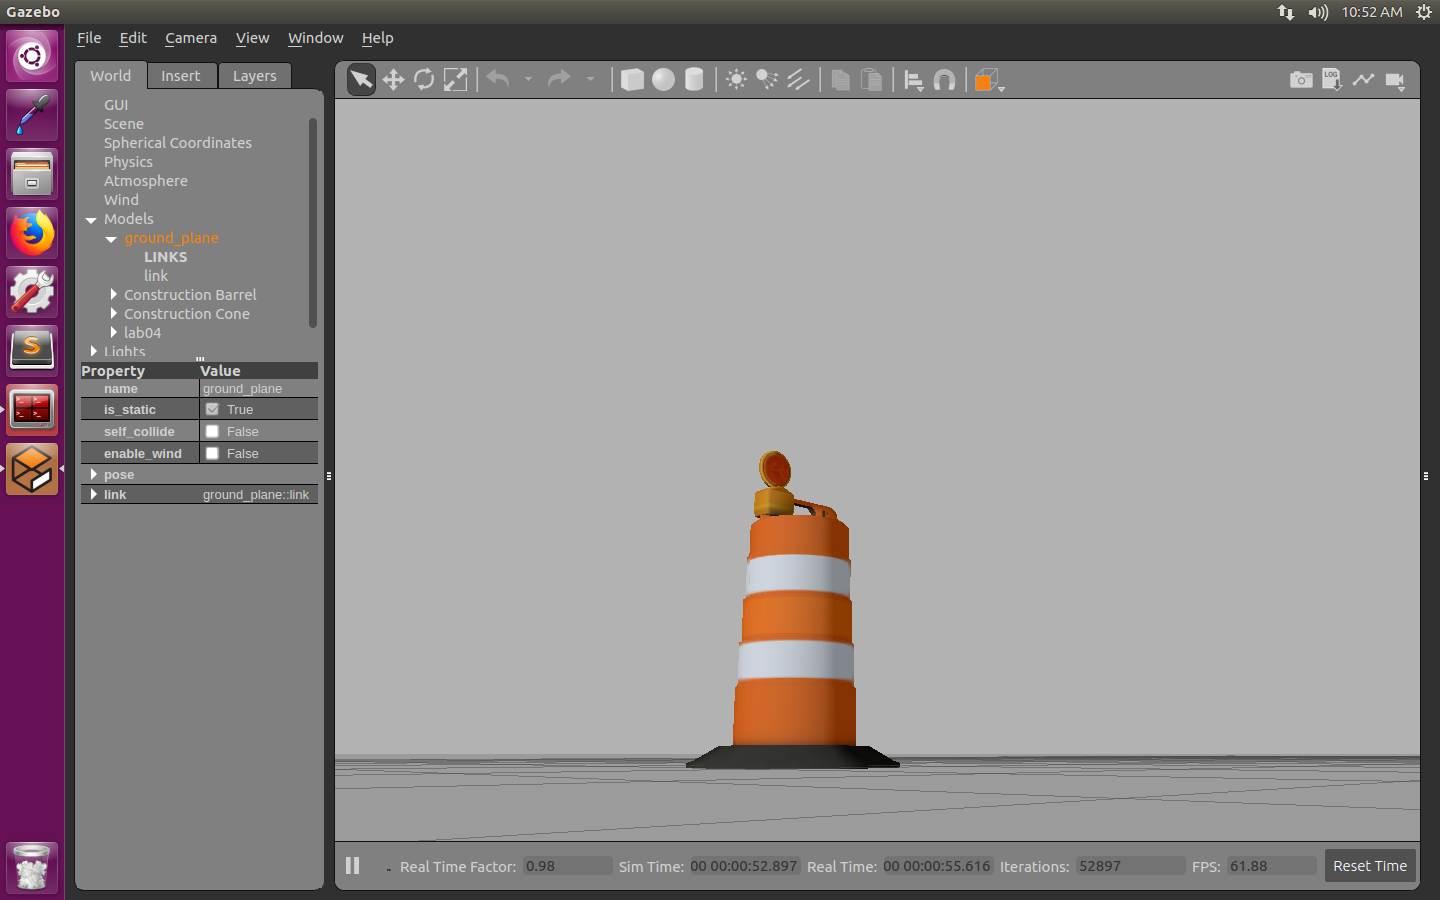 Gazebo
10:52 AM
File Edit Camera View Window Help
World Insert Layers
LOG
GUI
Scene
Spherical Coordinates
Physics
Atmosphere
Wind
Models
ground_plane
LINKS
link
Construction Barrel
Construction Cone
lab04
Lights
Property Value
name ground_plane
is_static True
self_collide False
enable_wind False
pose
link ground_plane::link
Real Time Factor: 0.98 Sim Time: 00 00:00:52.897 Real Time: 00 00:00:55.616 Iterations: 52897 FPS: 61.88 Reset Time